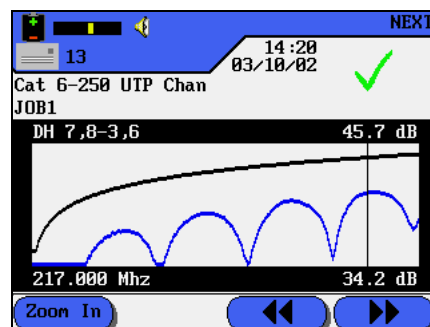 NEXT
13
14:20
03/10/02
Cat 6-250 UTP Chan
JOB1
DH 7,8-3,6 45.7 dB
217.000 Mhz 34.2 dB
Zoom In